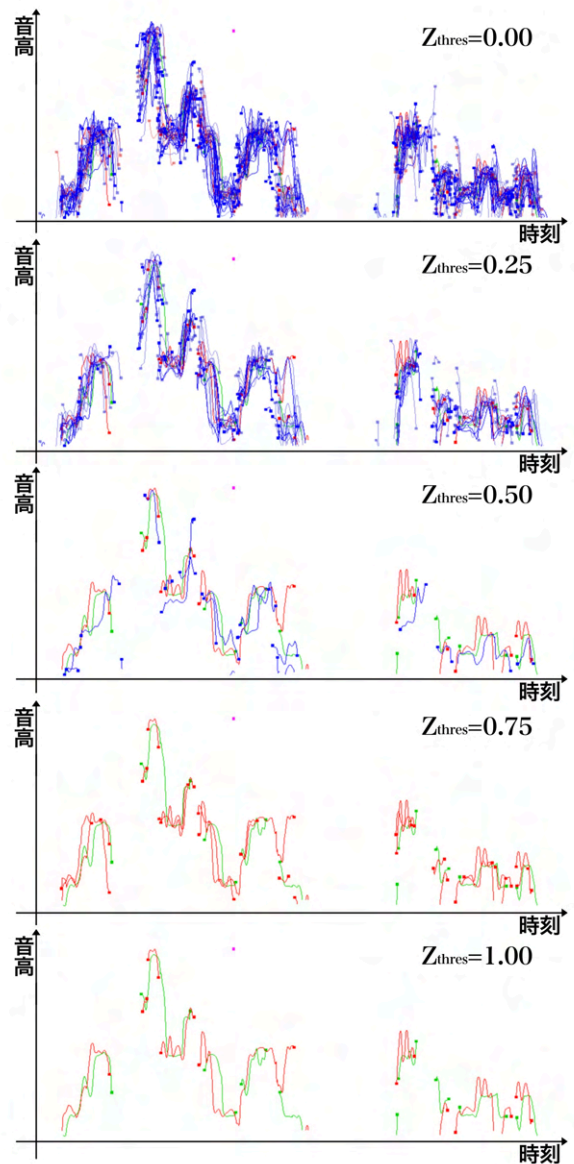 音高
Zthres=0.00
時刻
音高
Zthres=0.25
時刻
音高
Zthres=0.50
時刻
音高
Zthres=0.75
時刻
音高
Zthres=1.00
時刻